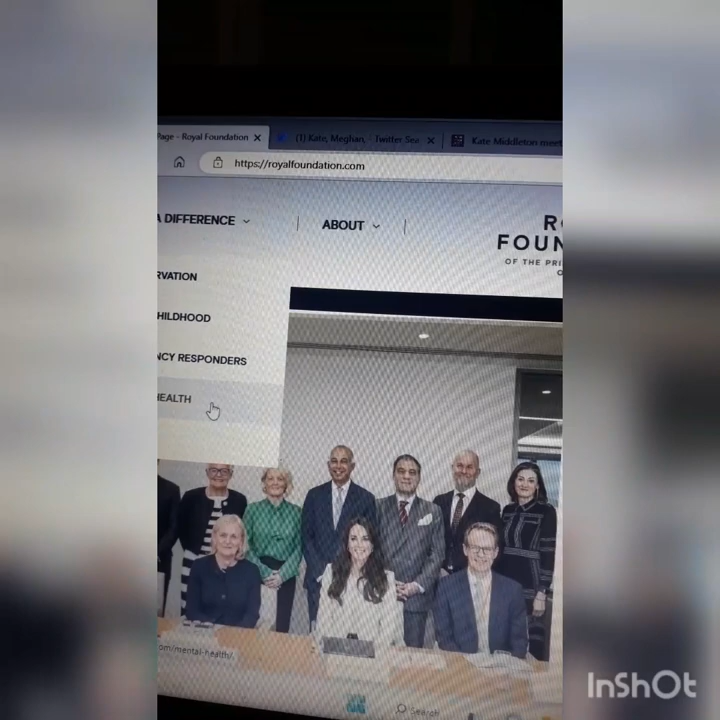 Page - Royal Foundation
(1) Kate, Meghan, - Twitter Sea
Kate Middleton meet
https://royalfoundation.com
A DIFFERENCE
ABOUT
FOUN
OF THE PRI
RVATION
HILDHOOD
NCY RESPONDERS
HEALTH
om/mental-health/
Search
InShOt